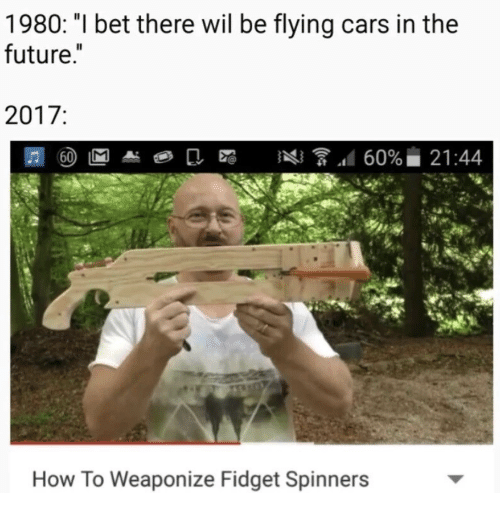 1980: "I bet there wil be flying cars in the
future."
2017:
60 60% 21:44
How To Weaponize Fidget Spinners